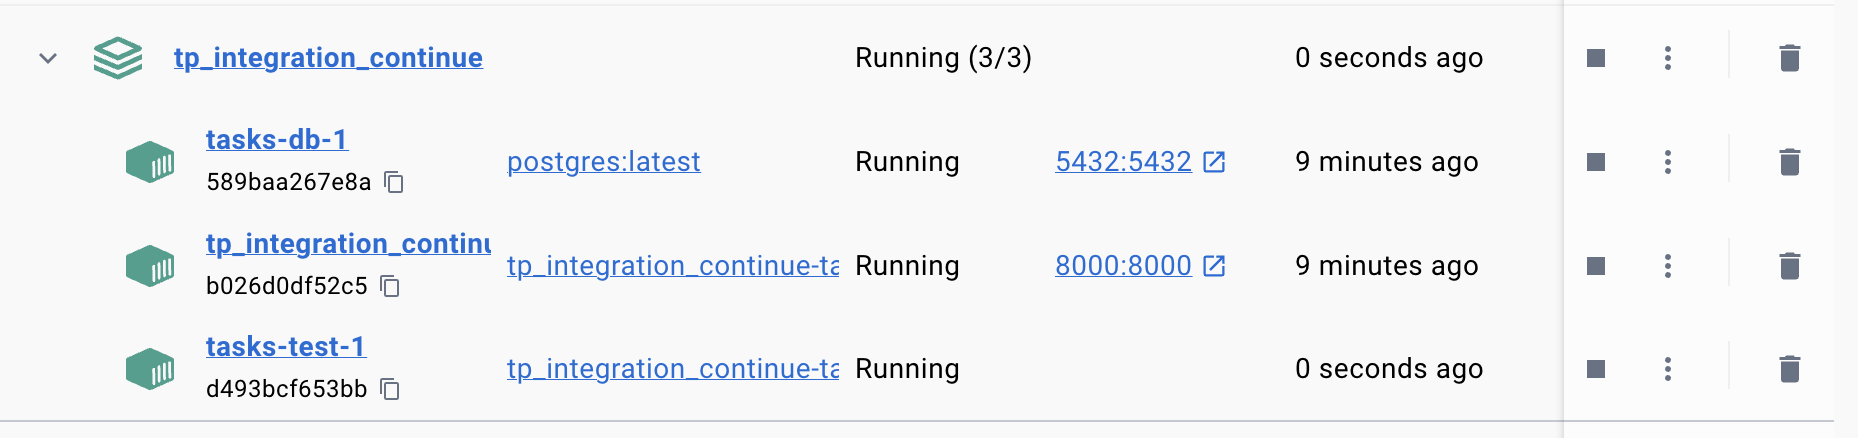 tp_integration_continue Running (3/3) 0 seconds ago
tasks-db-1
589baa267e8a postgres:latest Running 5432:5432 9 minutes ago
tp_integration_continu
b026d0df52c5 tp_integration_continue-ta Running 8000:8000 9 minutes ago
tasks-test-1
d493bcf653bb tp_integration_continue-ta Running 0 seconds ago